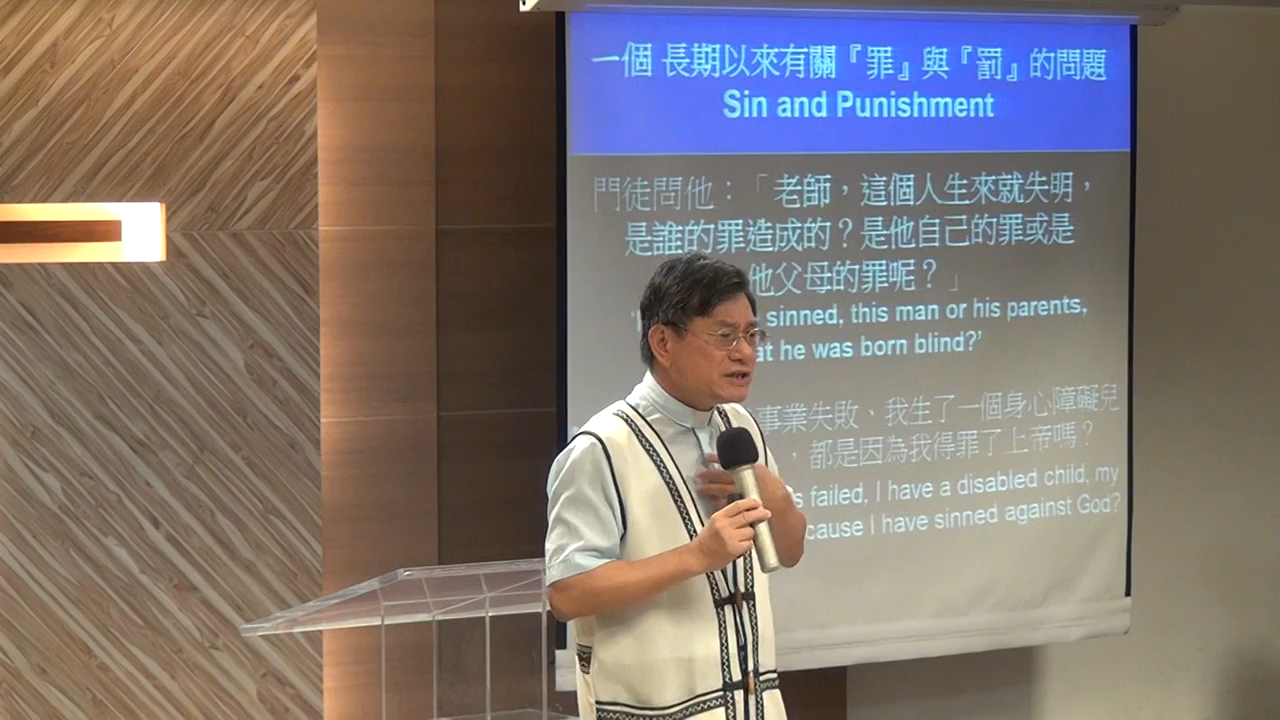 一個 長期以來有關『罪』與『罰』的問題
Sin and Punishment
門徒問他：「老師，這個人生來就失明，
是誰的罪造成的？是他自己的罪或是
他父母的罪呢？」
sinned, this man or his parents,
he was born blind?’
事業失敗、我生了一個身心障礙兒
，都是因為我得罪了上帝嗎？
failed, I have a disabled child, my
I have sinned against God?